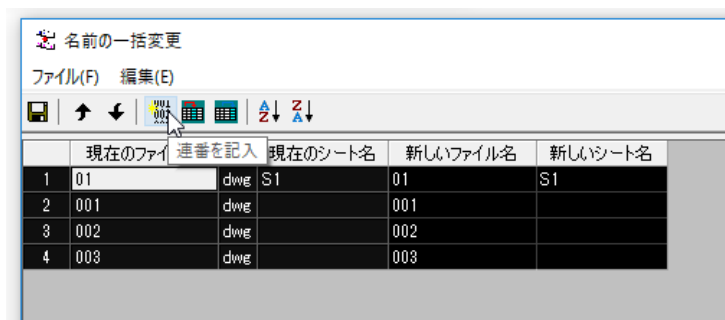 名前の一括変更
ファイル(F) 編集(E)
連番を記入
現在のファイ 現在のシート名 新しいファイル名 新しいシート名
1 01 dwg S1 01 S1
2 001 dwg 001
3 002 dwg 002
4 003 dwg 003